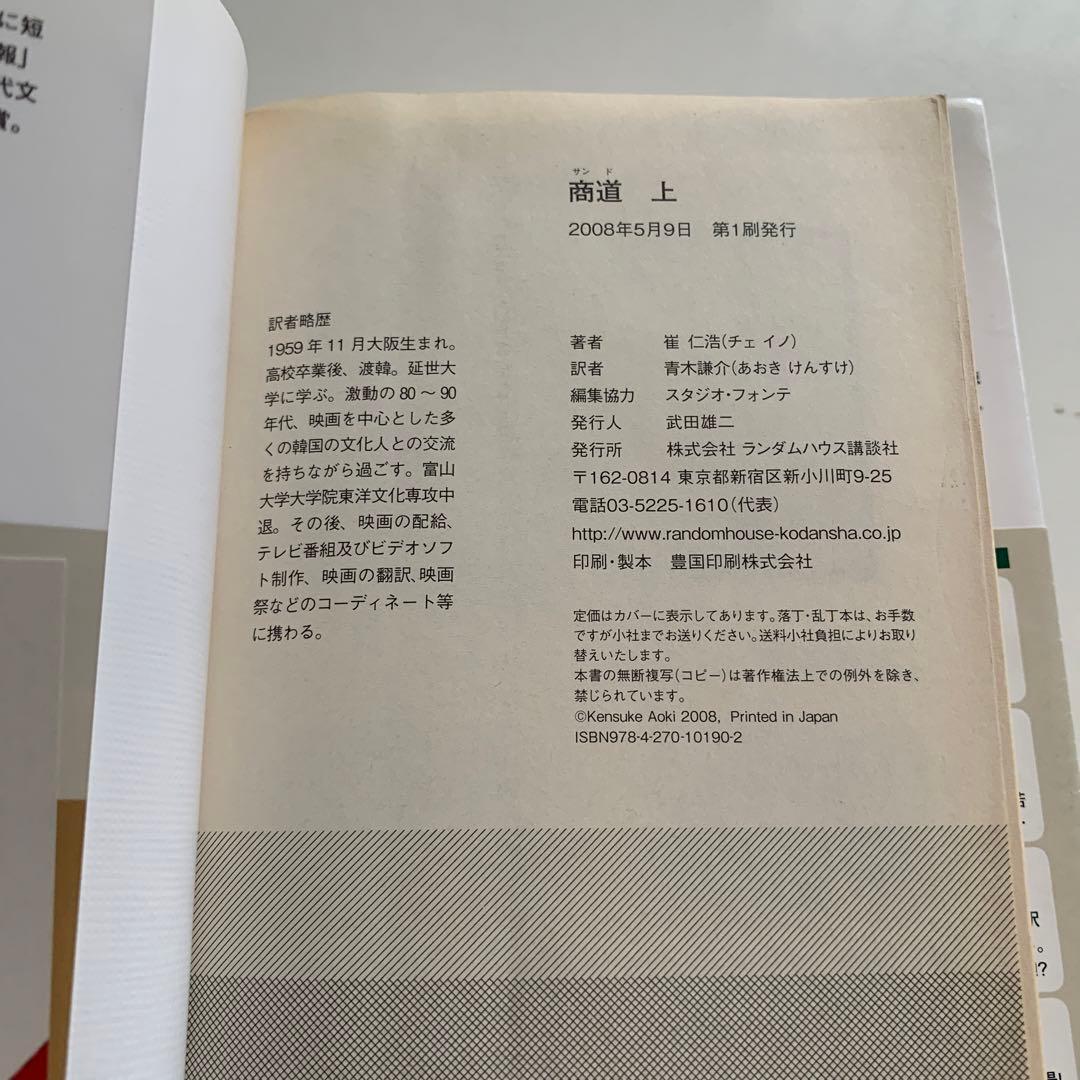 に短
報」
代文
賞。
サンド
商道 上
2008年5月9日 第1刷発行
訳者略歴
1959年11月大阪生まれ。
高校卒業後、渡韓。延世大
学に学ぶ。激動の80〜90
年代、映画を中心とした多
くの韓国の文化人との交流
を持ちながら過ごす。富山
大学大学院東洋文化専攻中
退。その後、映画の配給、
テレビ番組及びビデオソフ
ト制作、映画の翻訳、映画
祭などのコーディネート等
に携わる。
著者 崔 仁浩(チェ イノ)
訳者 青木謙介(あおき けんすけ)
編集協力 スタジオ・フォンテ
発行人 武田雄二
発行所 株式会社 ランダムハウス講談社
〒162-0814 東京都新宿区新小川町9-25
電話03-5225-1610(代表)
http://www.randomhouse-kodansha.co.jp
印刷・製本 豊国印刷株式会社
定価はカバーに表示してあります。落丁・乱丁本は、お手数
ですが小社までお送りください。送料小社負担によりお取り
替えいたします。
本書の無断複写(コピー)は著作権法上での例外を除き、
禁じられています。
©Kensuke Aoki 2008, Printed in Japan
ISBN978-4-270-10190-2